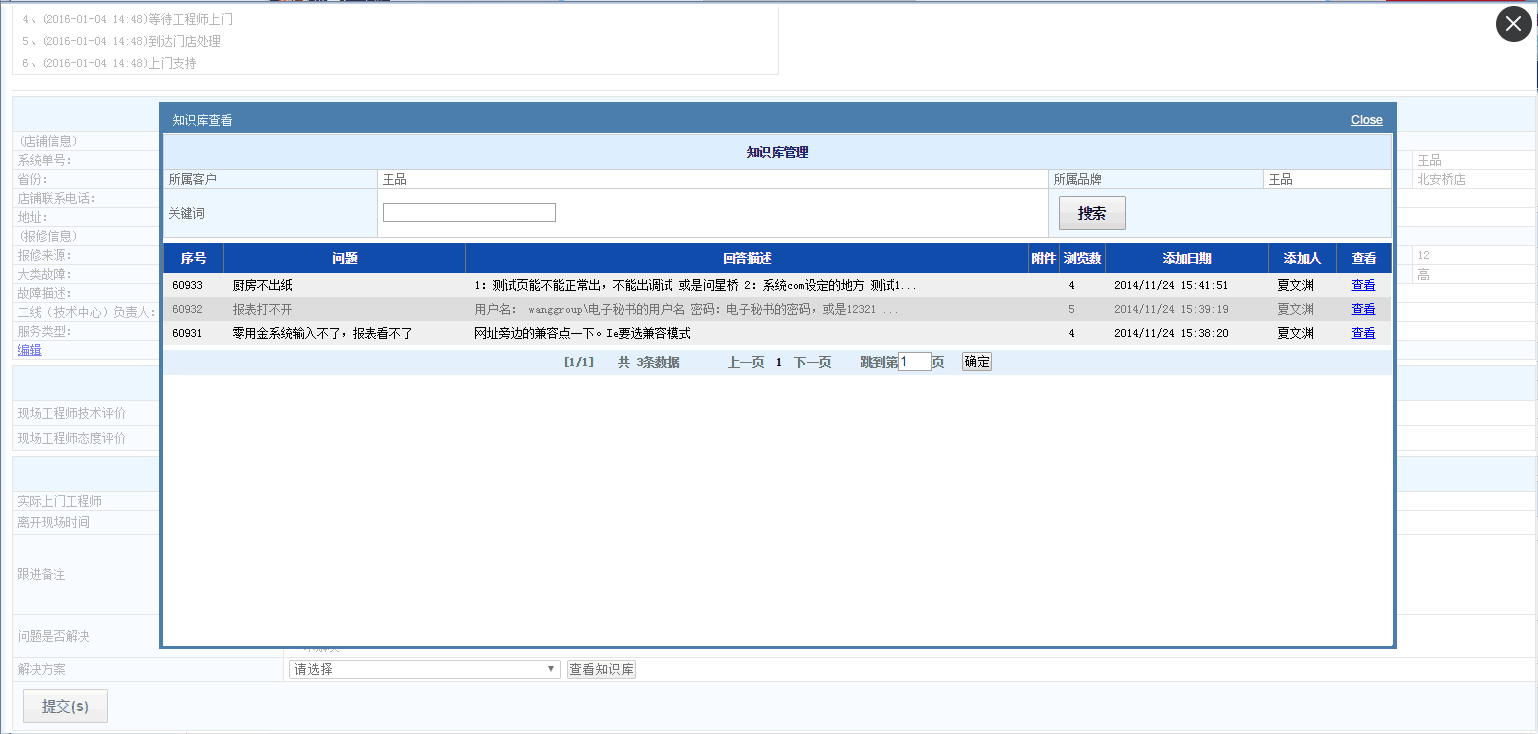 4、(2016-01-04 14:48)等待工程师上门
5、(2016-01-04 14:48)到达门店处理
6、(2016-01-04 14:48)上门支持
知识库查看 Close
知识库管理
所属客户 王品 所属品牌 王品
关键词 搜索
序号 问题 回答描述 附件 浏览数 添加日期 添加人 查看
60933 厨房不出纸 1: 测试页能不能正常出，不能出调试 或是问星桥 2: 系统com设定的地方 测试1... 4 2014/11/24 15:41:51 夏文渊 查看
60932 报表打不开 用户名: wanggroup\电子秘书的用户名 密码：电子秘书的密码，或是12321 ... 5 2014/11/24 15:39:19 夏文渊 查看
60931 零用金系统输入不了，报表看不了 网址旁边的兼容点一下。Ie要选兼容模式 4 2014/11/24 15:38:20 夏文渊 查看
[1/1] 共 3条数据 上一页 1 下一页 跳到第1页 确定
(店铺信息)
系统单号: 王品
省份: 北安桥店
店铺联系电话:
地址:
(报修信息)
报修来源: 12
大类故障: 高
故障描述:
二线（技术中心）负责人:
服务类型:
编辑
现场工程师技术评价
现场工程师态度评价
实际上门工程师
离开现场时间
跟进备注
问题是否解决
解决方案 请选择 查看知识库
提交(s)